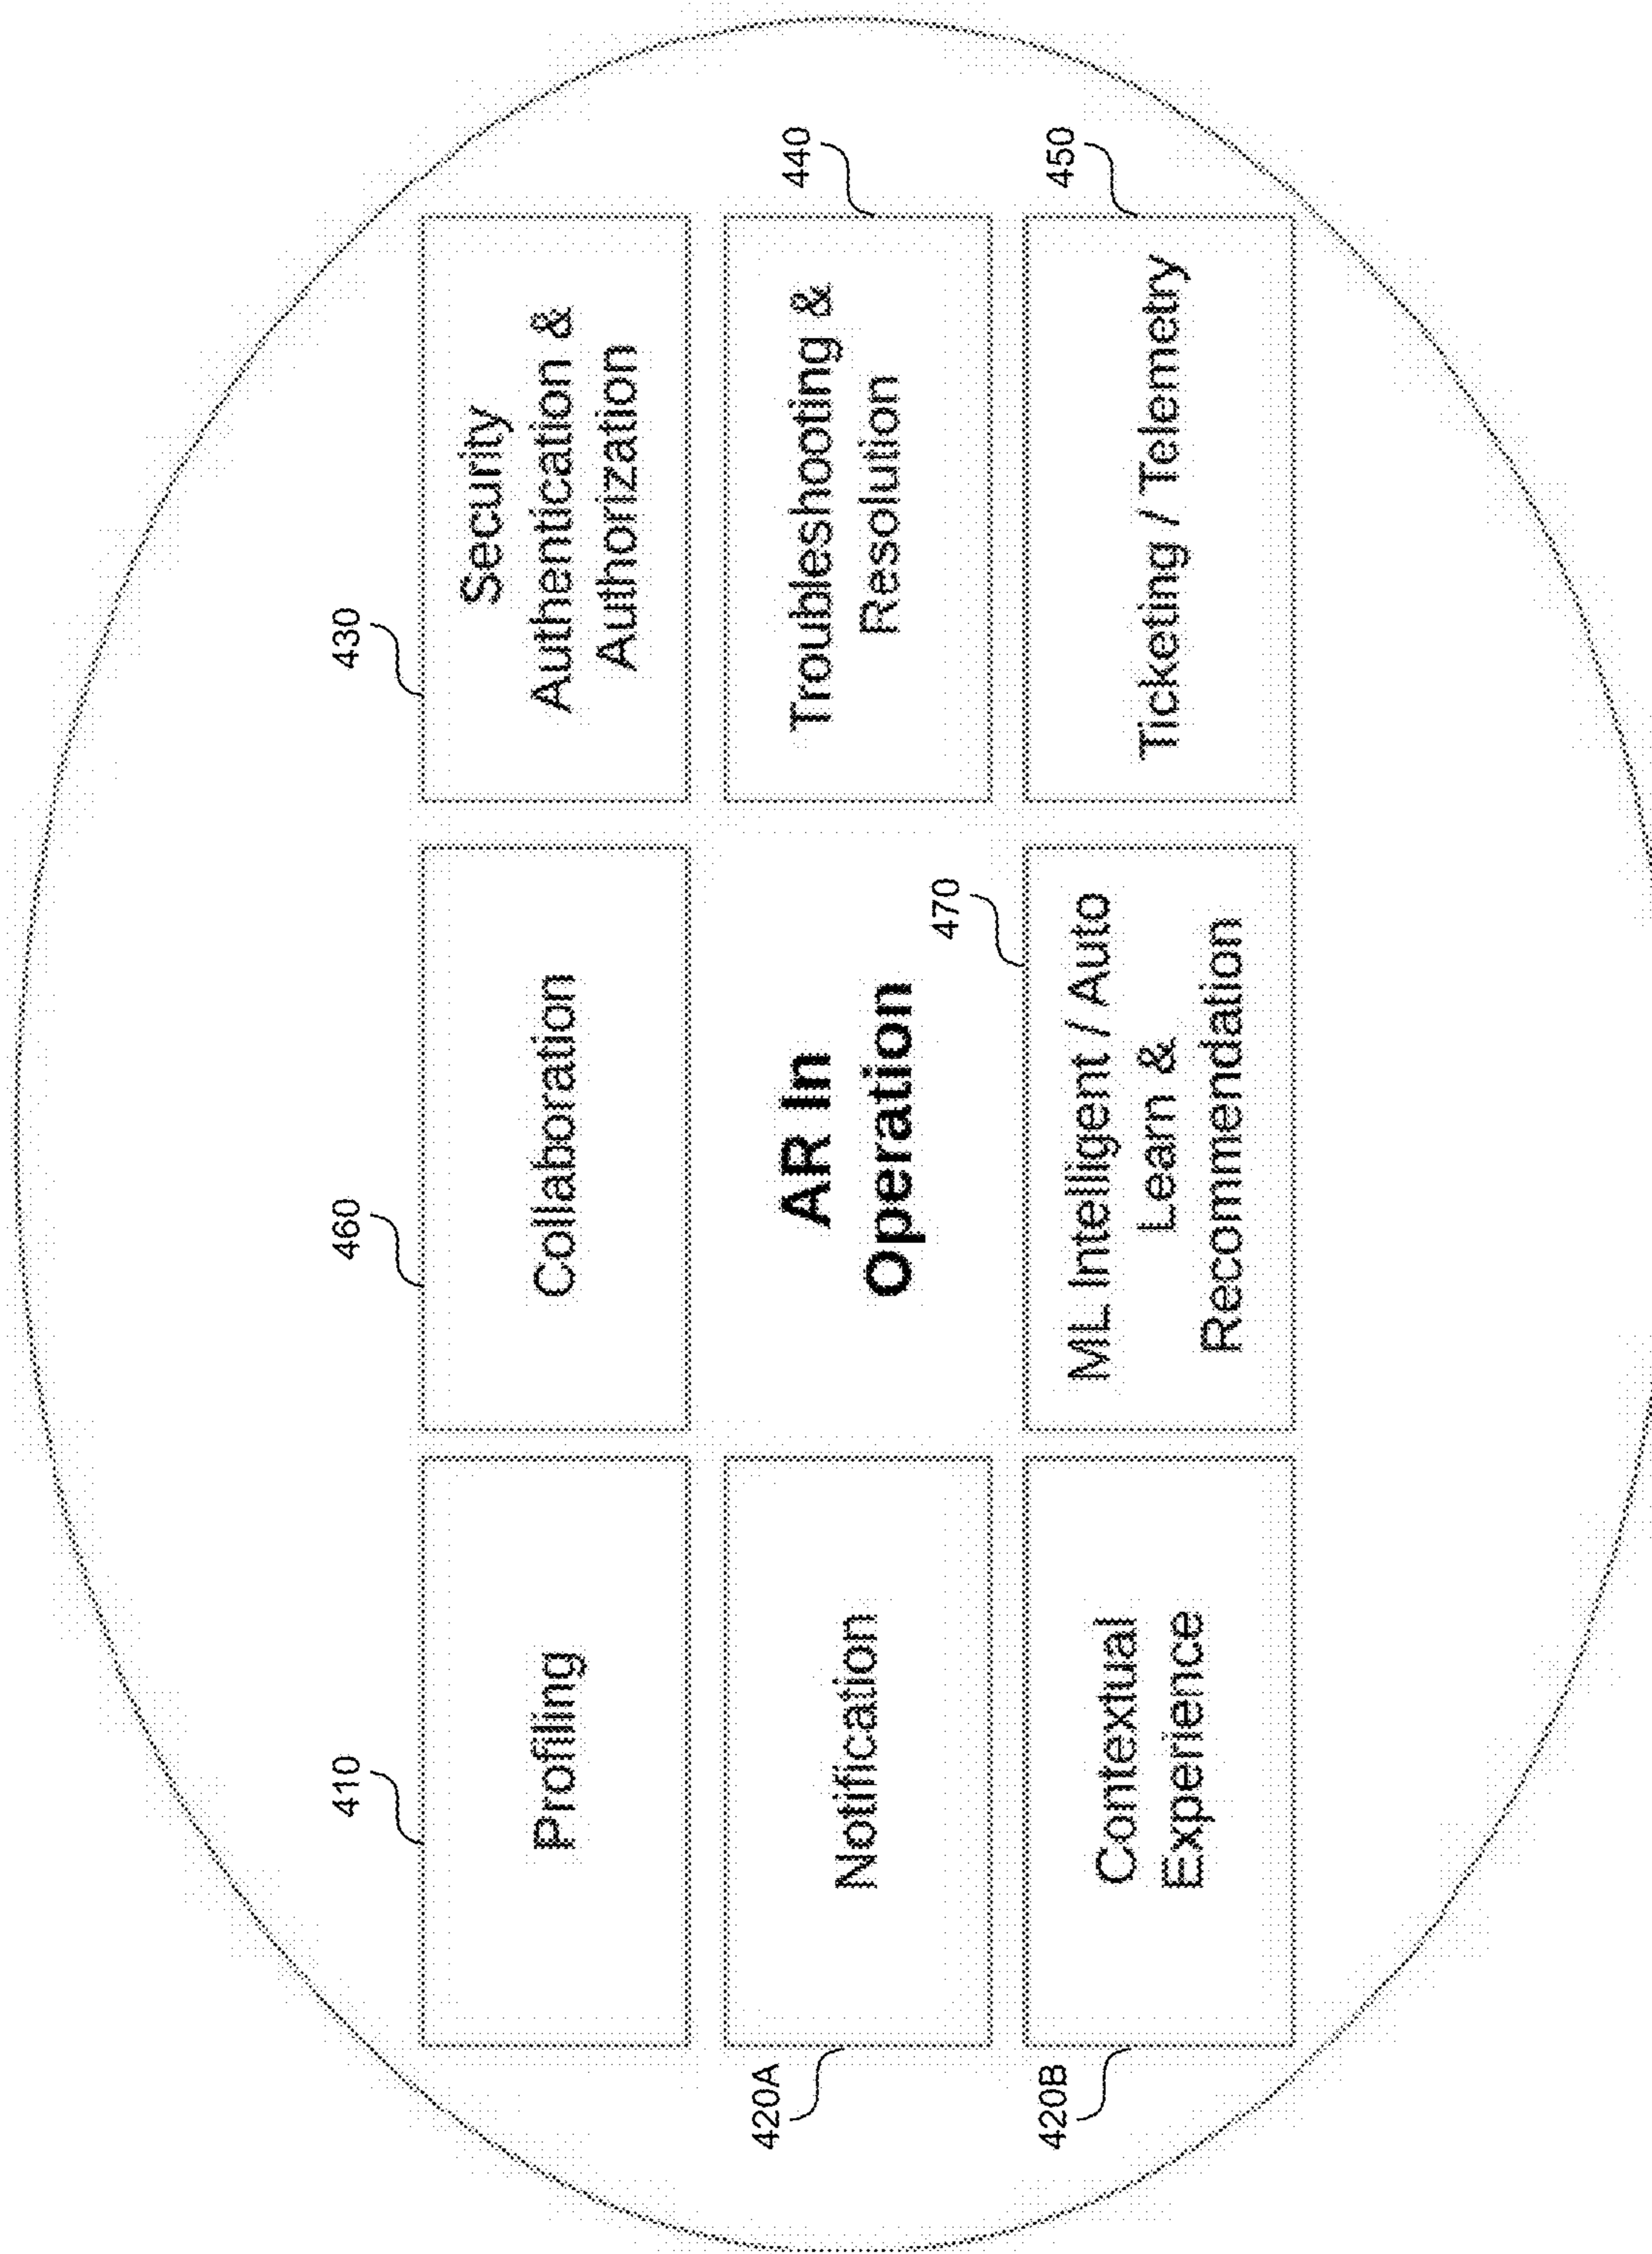 410
Profiling
460
Collaboration
430
Security
Authentication &
Authorization
420A
Notification
AR In
Operation
440
Troubleshooting &
Resolution
420B
Contextual
Experience
470
ML Intelligent / Auto
Learn &
Recommendation
450
Ticketing / Telemetry